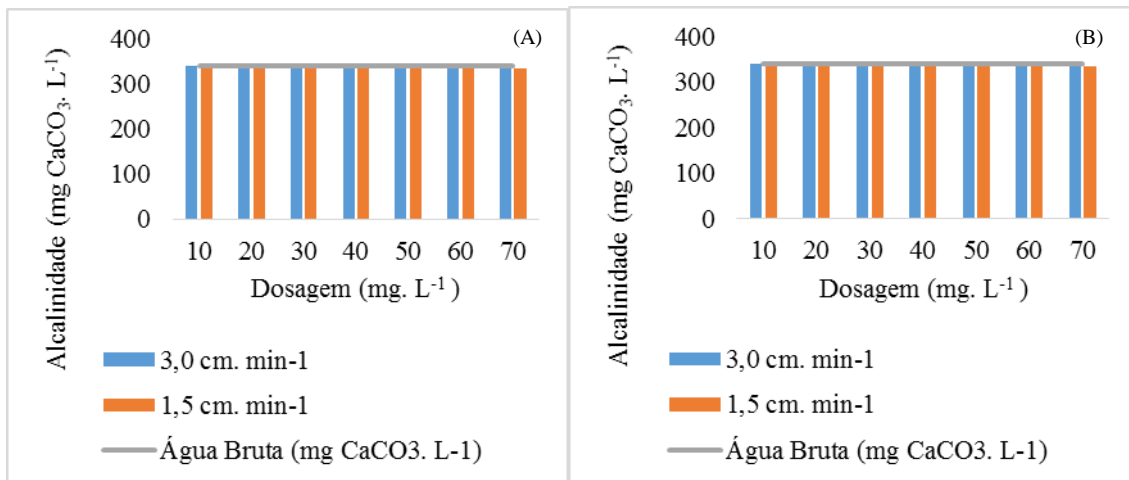 (A)
Alcalinidade (mg CaCO₃. L⁻¹)
400
300
200
100
0
10 20 30 40 50 60 70
Dosagem (mg. L⁻¹ )
3,0 cm. min-1
1,5 cm. min-1
Água Bruta (mg CaCO3. L-1)
(B)
Alcalinidade (mg CaCO₃. L⁻¹)
400
300
200
100
0
10 20 30 40 50 60 70
Dosagem (mg. L⁻¹ )
3,0 cm. min-1
1,5 cm. min-1
Água Bruta (mg CaCO3. L-1)